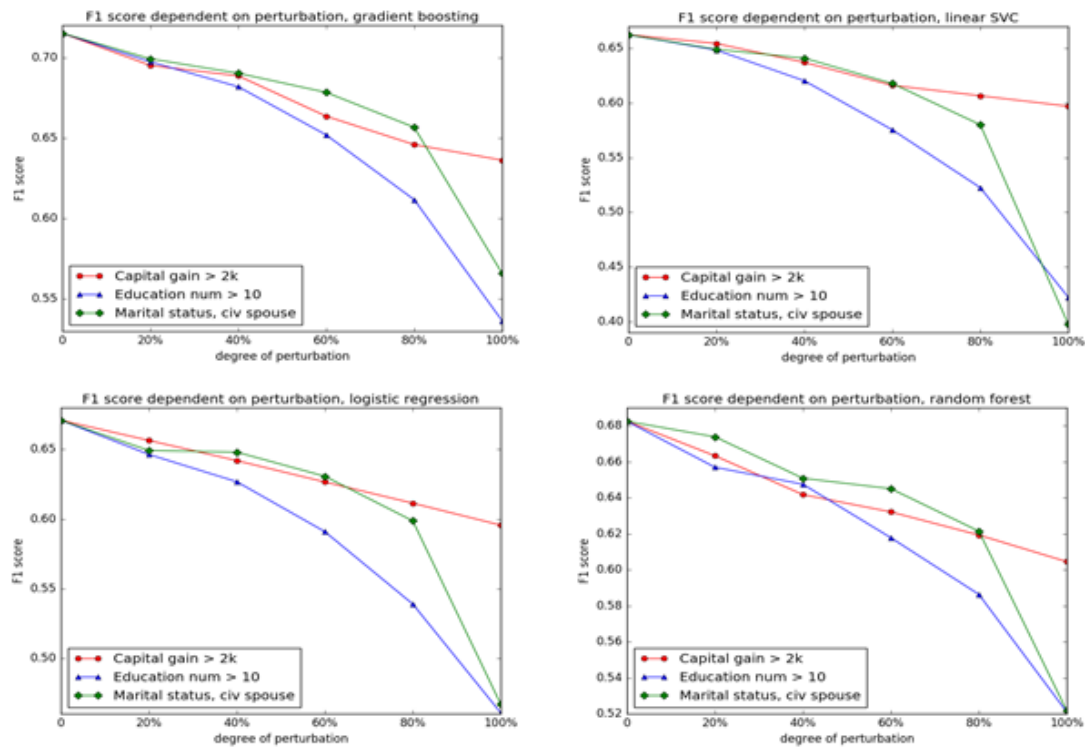 F1 score dependent on perturbation, gradient boosting
0.70
0.65
0.60
0.55
F1 score
Capital gain > 2k
Education num > 10
Marital status, civ spouse
0 20% 40% 60% 80% 100%
degree of perturbation
F1 score dependent on perturbation, linear SVC
0.65
0.60
0.55
0.50
0.45
0.40
F1 score
Capital gain > 2k
Education num > 10
Marital status, civ spouse
0 20% 40% 60% 80% 100%
degree of perturbation
F1 score dependent on perturbation, logistic regression
0.65
0.60
0.55
0.50
F1 score
Capital gain > 2k
Education num > 10
Marital status, civ spouse
0 20% 40% 60% 80% 100%
degree of perturbation
F1 score dependent on perturbation, random forest
0.68
0.66
0.64
0.62
0.60
0.58
0.56
0.54
0.52
F1 score
Capital gain > 2k
Education num > 10
Marital status, civ spouse
0 20% 40% 60% 80% 100%
degree of perturbation